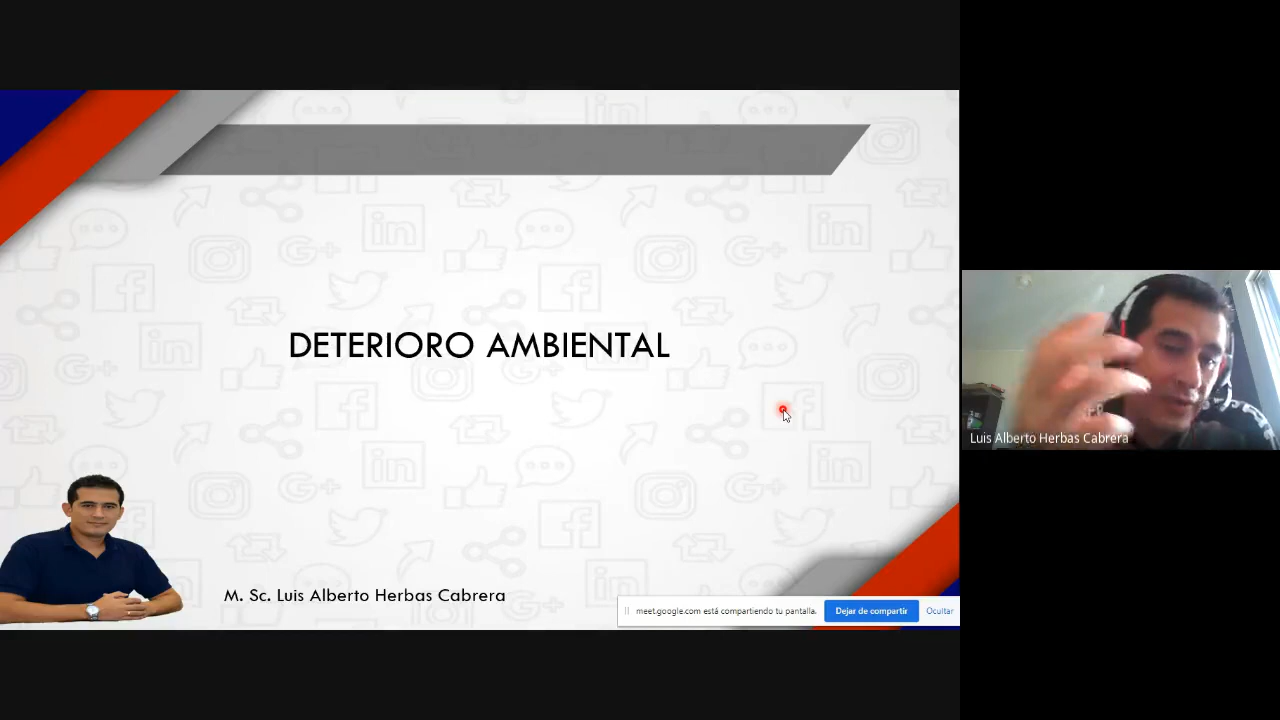 DETERIORO AMBIENTAL
M. Sc. Luis Alberto Herbas Cabrera
meet.google.com está compartiendo tu pantalla.
Dejar de compartir
Ocultar
Luis Alberto Herbas Cabrera